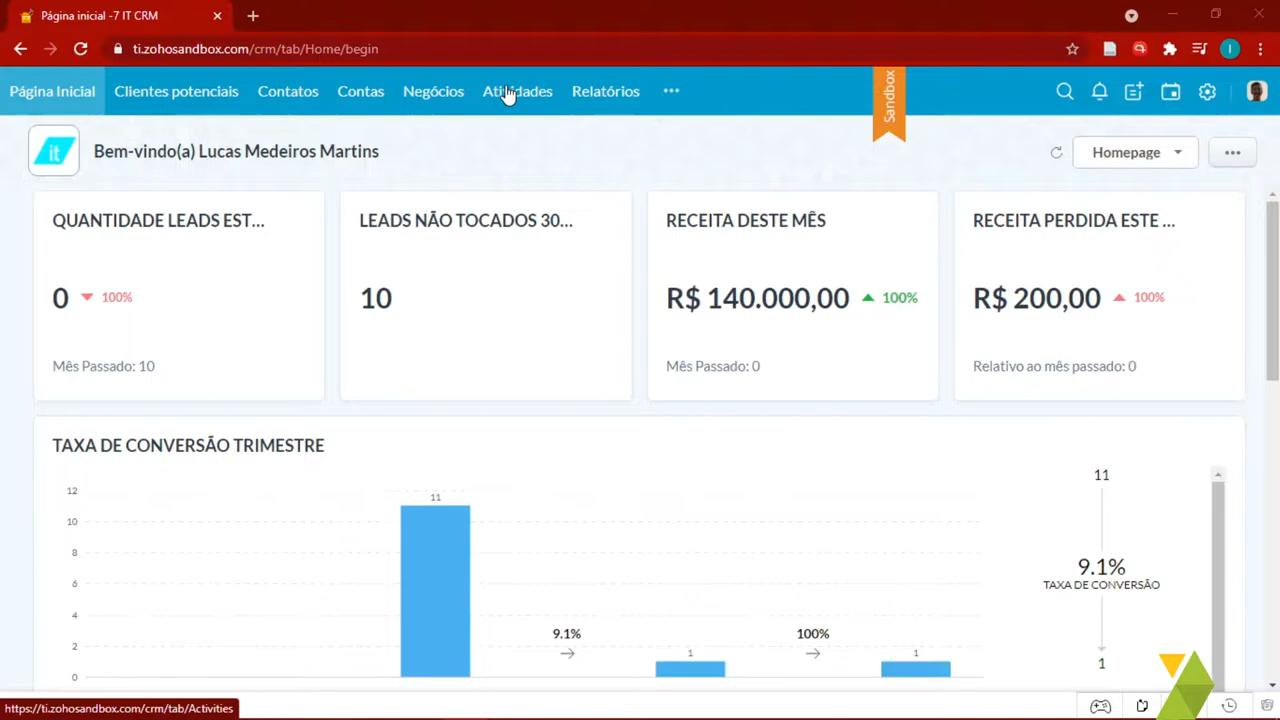 Página inicial -7 IT CRM
ti.zohosandbox.com/crm/tab/Home/begin
I
Página Inicial
Clientes potenciais
Contatos
Contas
Negócios
Atividades
Relatórios
Sandbox
it
Bem-vindo(a) Lucas Medeiros Martins
Homepage
QUANTIDADE LEADS EST...
LEADS NÃO TOCADOS 30...
RECEITA DESTE MÊS
RECEITA PERDIDA ESTE ...
0 100%
10
R$ 140.000,00 100%
R$ 200,00 100%
Mês Passado: 10
Mês Passado: 0
Relativo ao mês passado: 0
TAXA DE CONVERSÃO TRIMESTRE
12
10
8
6
4
2
0
11
9.1%
1
100%
1
11
9.1%
TAXA DE CONVERSÃO
1
https://ti.zohosandbox.com/crm/tab/Activities